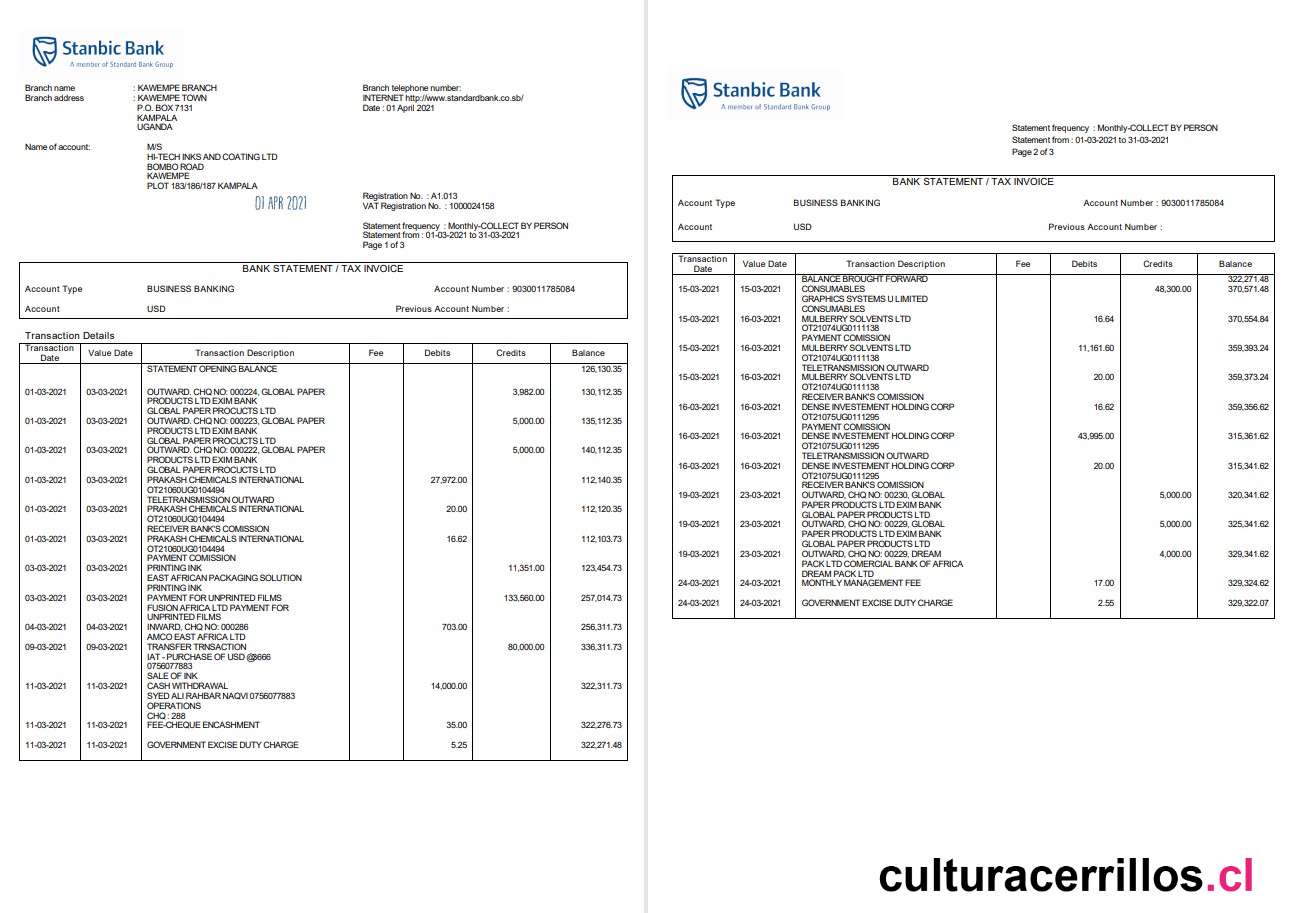 Stanbic Bank
A member of Standard Bank Group
Branch name : KAWEMPE BRANCH
Branch address : KAWEMPE TOWN
P.O. BOX 7131
KAMPALA
UGANDA
Branch telephone number:
INTERNET http://www.standardbank.co.sb/
Date : 01 April 2021
Name of account: M/S
HI-TECH INKS AND COATING LTD
BOMBO ROAD
KAWEMPE
PLOT 183/186/187 KAMPALA
01 APR 2021
Registration No. : A1.013
VAT Registration No. : 1000024158
Statement frequency : Monthly-COLLECT BY PERSON
Statement from : 01-03-2021 to 31-03-2021
Page 1 of 3
BANK STATEMENT / TAX INVOICE
Account Type BUSINESS BANKING Account Number : 9030011785084
Account USD Previous Account Number :
Transaction Details
Transaction Date Value Date Transaction Description Fee Debits Credits Balance
STATEMENT OPENING BALANCE 126,130.35
01-03-2021 03-03-2021 OUTWARD. CHQ NO: 000224, GLOBAL PAPER 3,982.00 130,112.35
PRODUCTS LTD EXIM BANK
GLOBAL PAPER PROCUCTS LTD
01-03-2021 03-03-2021 OUTWARD. CHQ NO: 000223, GLOBAL PAPER 5,000.00 135,112.35
PRODUCTS LTD EXIM BANK
GLOBAL PAPER PROCUCTS LTD
01-03-2021 03-03-2021 OUTWARD. CHQ NO: 000222, GLOBAL PAPER 5,000.00 140,112.35
PRODUCTS LTD EXIM BANK
GLOBAL PAPER PROCUCTS LTD
01-03-2021 03-03-2021 PRAKASH CHEMICALS INTERNATIONAL 27,972.00 112,140.35
OT21060UG0104494
TELETRANSMISSION OUTWARD
01-03-2021 03-03-2021 PRAKASH CHEMICALS INTERNATIONAL 20.00 112,120.35
OT21060UG0104494
RECEIVER BANK'S COMISSION
01-03-2021 03-03-2021 PRAKASH CHEMICALS INTERNATIONAL 16.62 112,103.73
OT21060UG0104494
PAYMENT COMISSION
03-03-2021 03-03-2021 PRINTING INK 11,351.00 123,454.73
EAST AFRICAN PACKAGING SOLUTION
PRINTING INK
03-03-2021 03-03-2021 PAYMENT FOR UNPRINTED FILMS 133,560.00 257,014.73
FUSION AFRICA LTD PAYMENT FOR
UNPRINTED FILMS
04-03-2021 04-03-2021 INWARD, CHQ NO: 000286 703.00 256,311.73
AMCO EAST AFRICA LTD
09-03-2021 09-03-2021 TRANSFER TRNSACTION 80,000.00 336,311.73
IAT - PURCHASE OF USD @3666
0756077883
SALE OF INK
11-03-2021 11-03-2021 CASH WITHDRAWAL 14,000.00 322,311.73
SYED ALI RAHBAR NAQVI 0756077883
OPERATIONS
CHQ : 288
11-03-2021 11-03-2021 FEE-CHEQUE ENCASHMENT 35.00 322,276.73
11-03-2021 11-03-2021 GOVERNMENT EXCISE DUTY CHARGE 5.25 322,271.48
Stanbic Bank
A member of Standard Bank Group
Statement frequency : Monthly-COLLECT BY PERSON
Statement from : 01-03-2021 to 31-03-2021
Page 2 of 3
BANK STATEMENT / TAX INVOICE
Account Type BUSINESS BANKING Account Number : 9030011785084
Account USD Previous Account Number :
Transaction Date Value Date Transaction Description Fee Debits Credits Balance
BALANCE BROUGHT FORWARD 322,271.48
15-03-2021 15-03-2021 CONSUMABLES 48,300.00 370,571.48
GRAPHICS SYSTEMS U LIMITED
CONSUMABLES
15-03-2021 16-03-2021 MULBERRY SOLVENTS LTD 16.64 370,554.84
OT21074UG0111138
PAYMENT COMISSION
15-03-2021 16-03-2021 MULBERRY SOLVENTS LTD 11,161.60 359,393.24
OT21074UG0111138
TELETRANSMISSION OUTWARD
15-03-2021 16-03-2021 MULBERRY SOLVENTS LTD 20.00 359,373.24
OT21074UG0111138
RECEIVER BANK'S COMISSION
16-03-2021 16-03-2021 DENSE INVESTEMENT HOLDING CORP 16.62 359,356.62
OT21075UG0111295
PAYMENT COMISSION
16-03-2021 16-03-2021 DENSE INVESTEMENT HOLDING CORP 43,995.00 315,361.62
OT21075UG0111295
TELETRANSMISSION OUTWARD
16-03-2021 16-03-2021 DENSE INVESTEMENT HOLDING CORP 20.00 315,341.62
OT21075UG0111295
RECEIVER BANK'S COMISSION
19-03-2021 23-03-2021 OUTWARD, CHQ NO: 00230, GLOBAL 5,000.00 320,341.62
PAPER PRODUCTS LTD EXIM BANK
GLOBAL PAPER PRODUCTS LTD
19-03-2021 23-03-2021 OUTWARD, CHQ NO: 00229, GLOBAL 5,000.00 325,341.62
PAPER PRODUCTS LTD EXIM BANK
GLOBAL PAPER PRODUCTS LTD
19-03-2021 23-03-2021 OUTWARD, CHQ NO: 00229, DREAM 4,000.00 329,341.62
PACK LTD COMERCIAL BANK OF AFRICA
DREAM PACK LTD
24-03-2021 24-03-2021 MONTHLY MANAGEMENT FEE 17.00 329,324.62
24-03-2021 24-03-2021 GOVERNMENT EXCISE DUTY CHARGE 2.55 329,322.07
culturacerrillos.cl